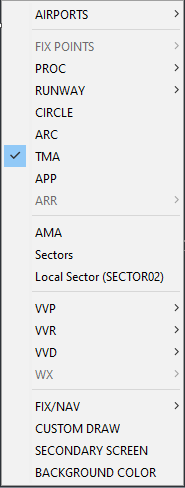 AIRPORTS
FIX POINTS
PROC
RUNWAY
CIRCLE
ARC
TMA
APP
ARR
AMA
Sectors
Local Sector (SECTOR02)
VVP
VVR
VVD
WX
FIX/NAV
CUSTOM DRAW
SECONDARY SCREEN
BACKGROUND COLOR